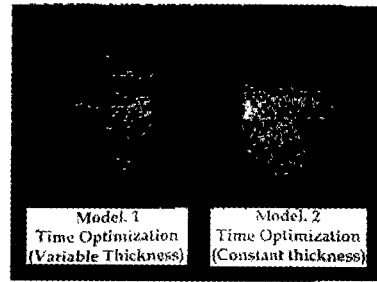 Model. 1
Time Optimization
(Variable Thickness)
Model. 2
Time Optimization
(Constant thickness)